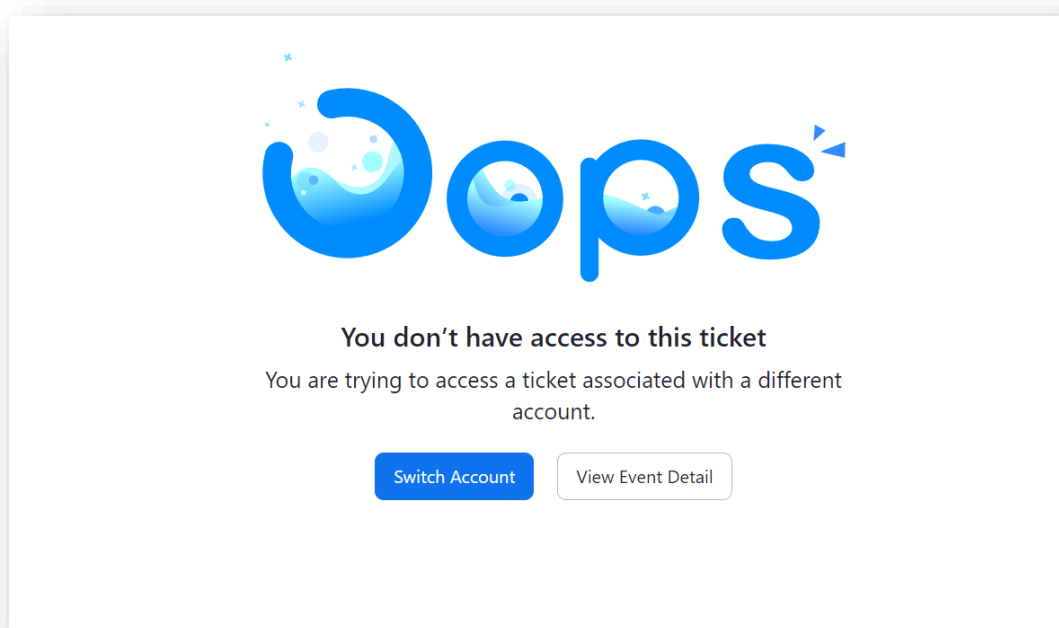 Oops
You don’t have access to this ticket
You are trying to access a ticket associated with a different
account.
Switch Account
View Event Detail